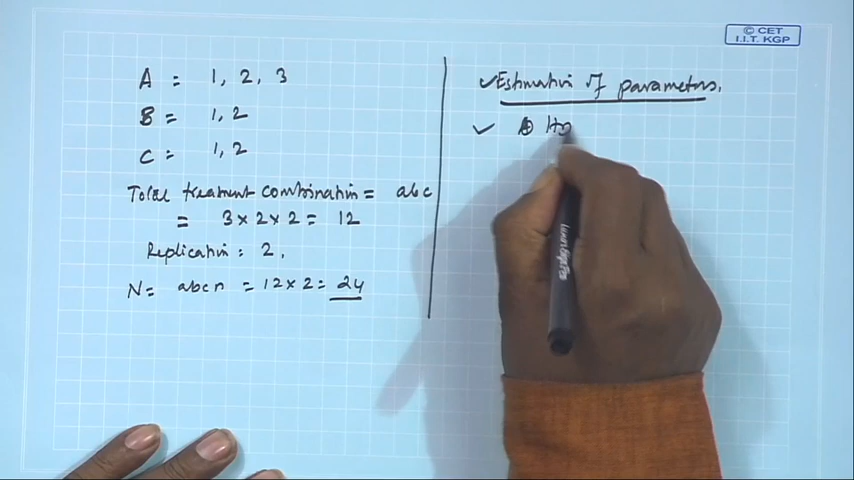 © CET
I.I.T. KGP
A = 1, 2, 3
B = 1, 2
C = 1, 2
Total treatment combination = abc
= 3 × 2 × 2 = 12
Replication = 2,
N = abcn = 12 × 2 = 24
✓ Estimation of parameters.
✓